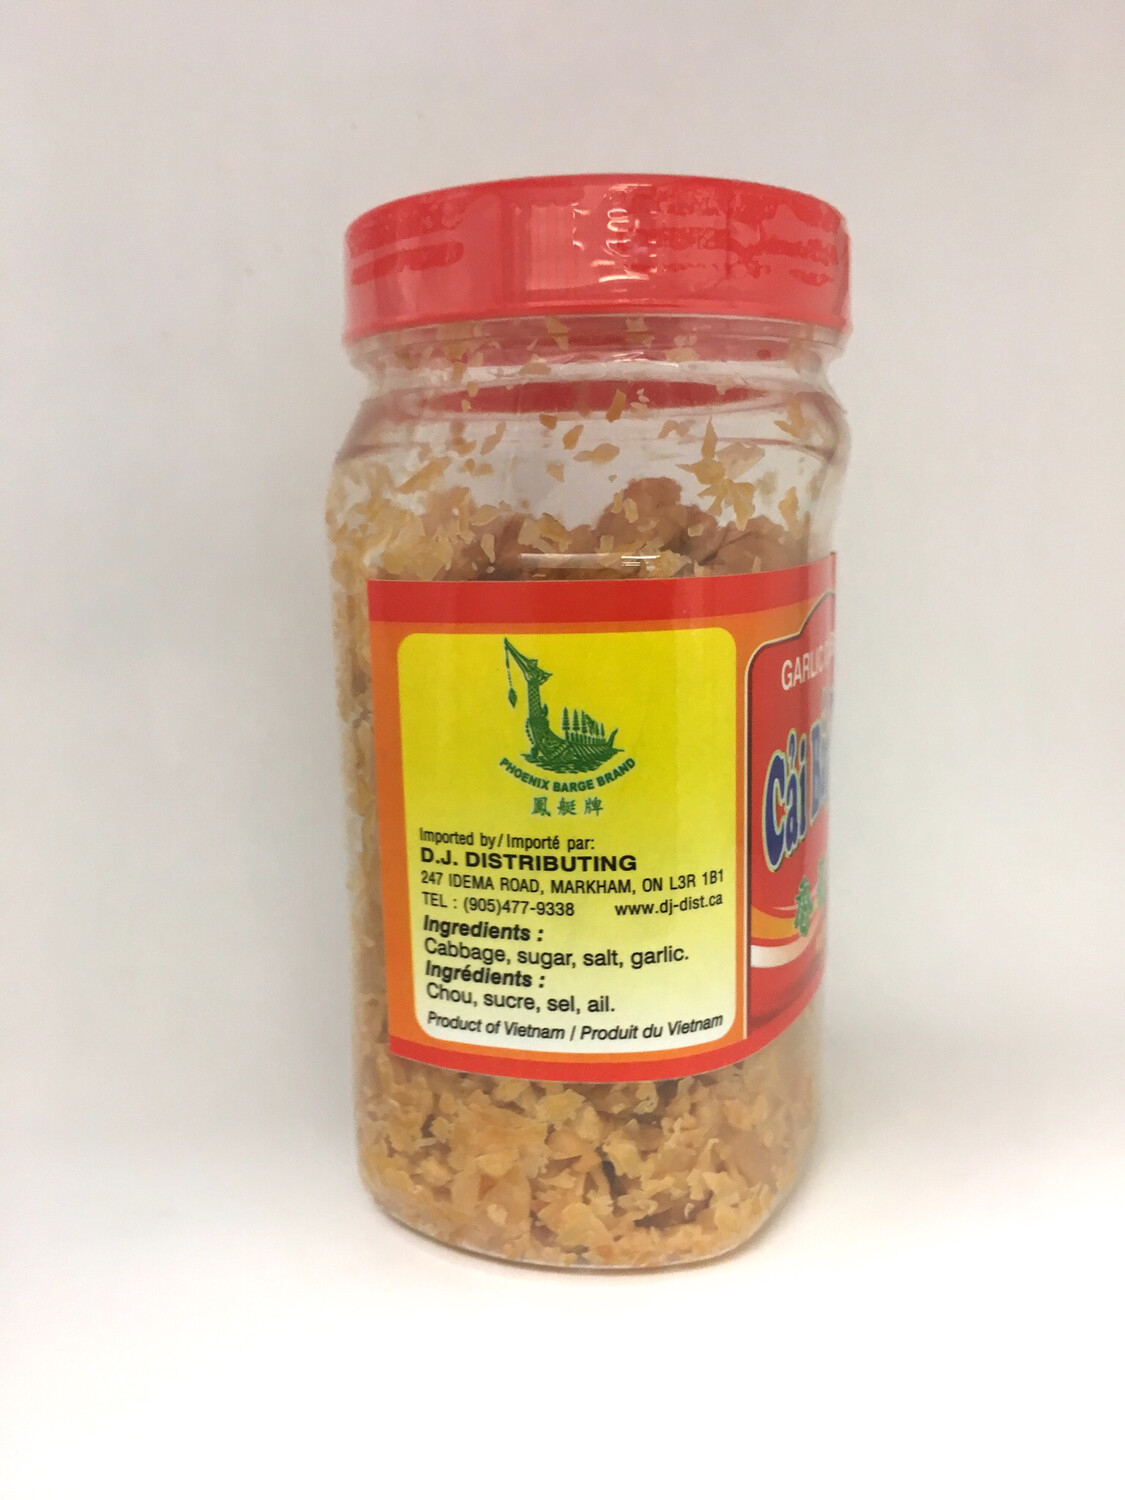 PHOENIX BARGE BRAND
鳳艇牌
Imported by / Importé par:
D.J. DISTRIBUTING
247 IDEMA ROAD, MARKHAM, ON L3R 1B1
TEL : (905)477-9338 www.dj-dist.ca
Ingredients :
Cabbage, sugar, salt, garlic.
Ingrédients :
Chou, sucre, sel, ail.
Product of Vietnam / Produit du Vietnam
Cải